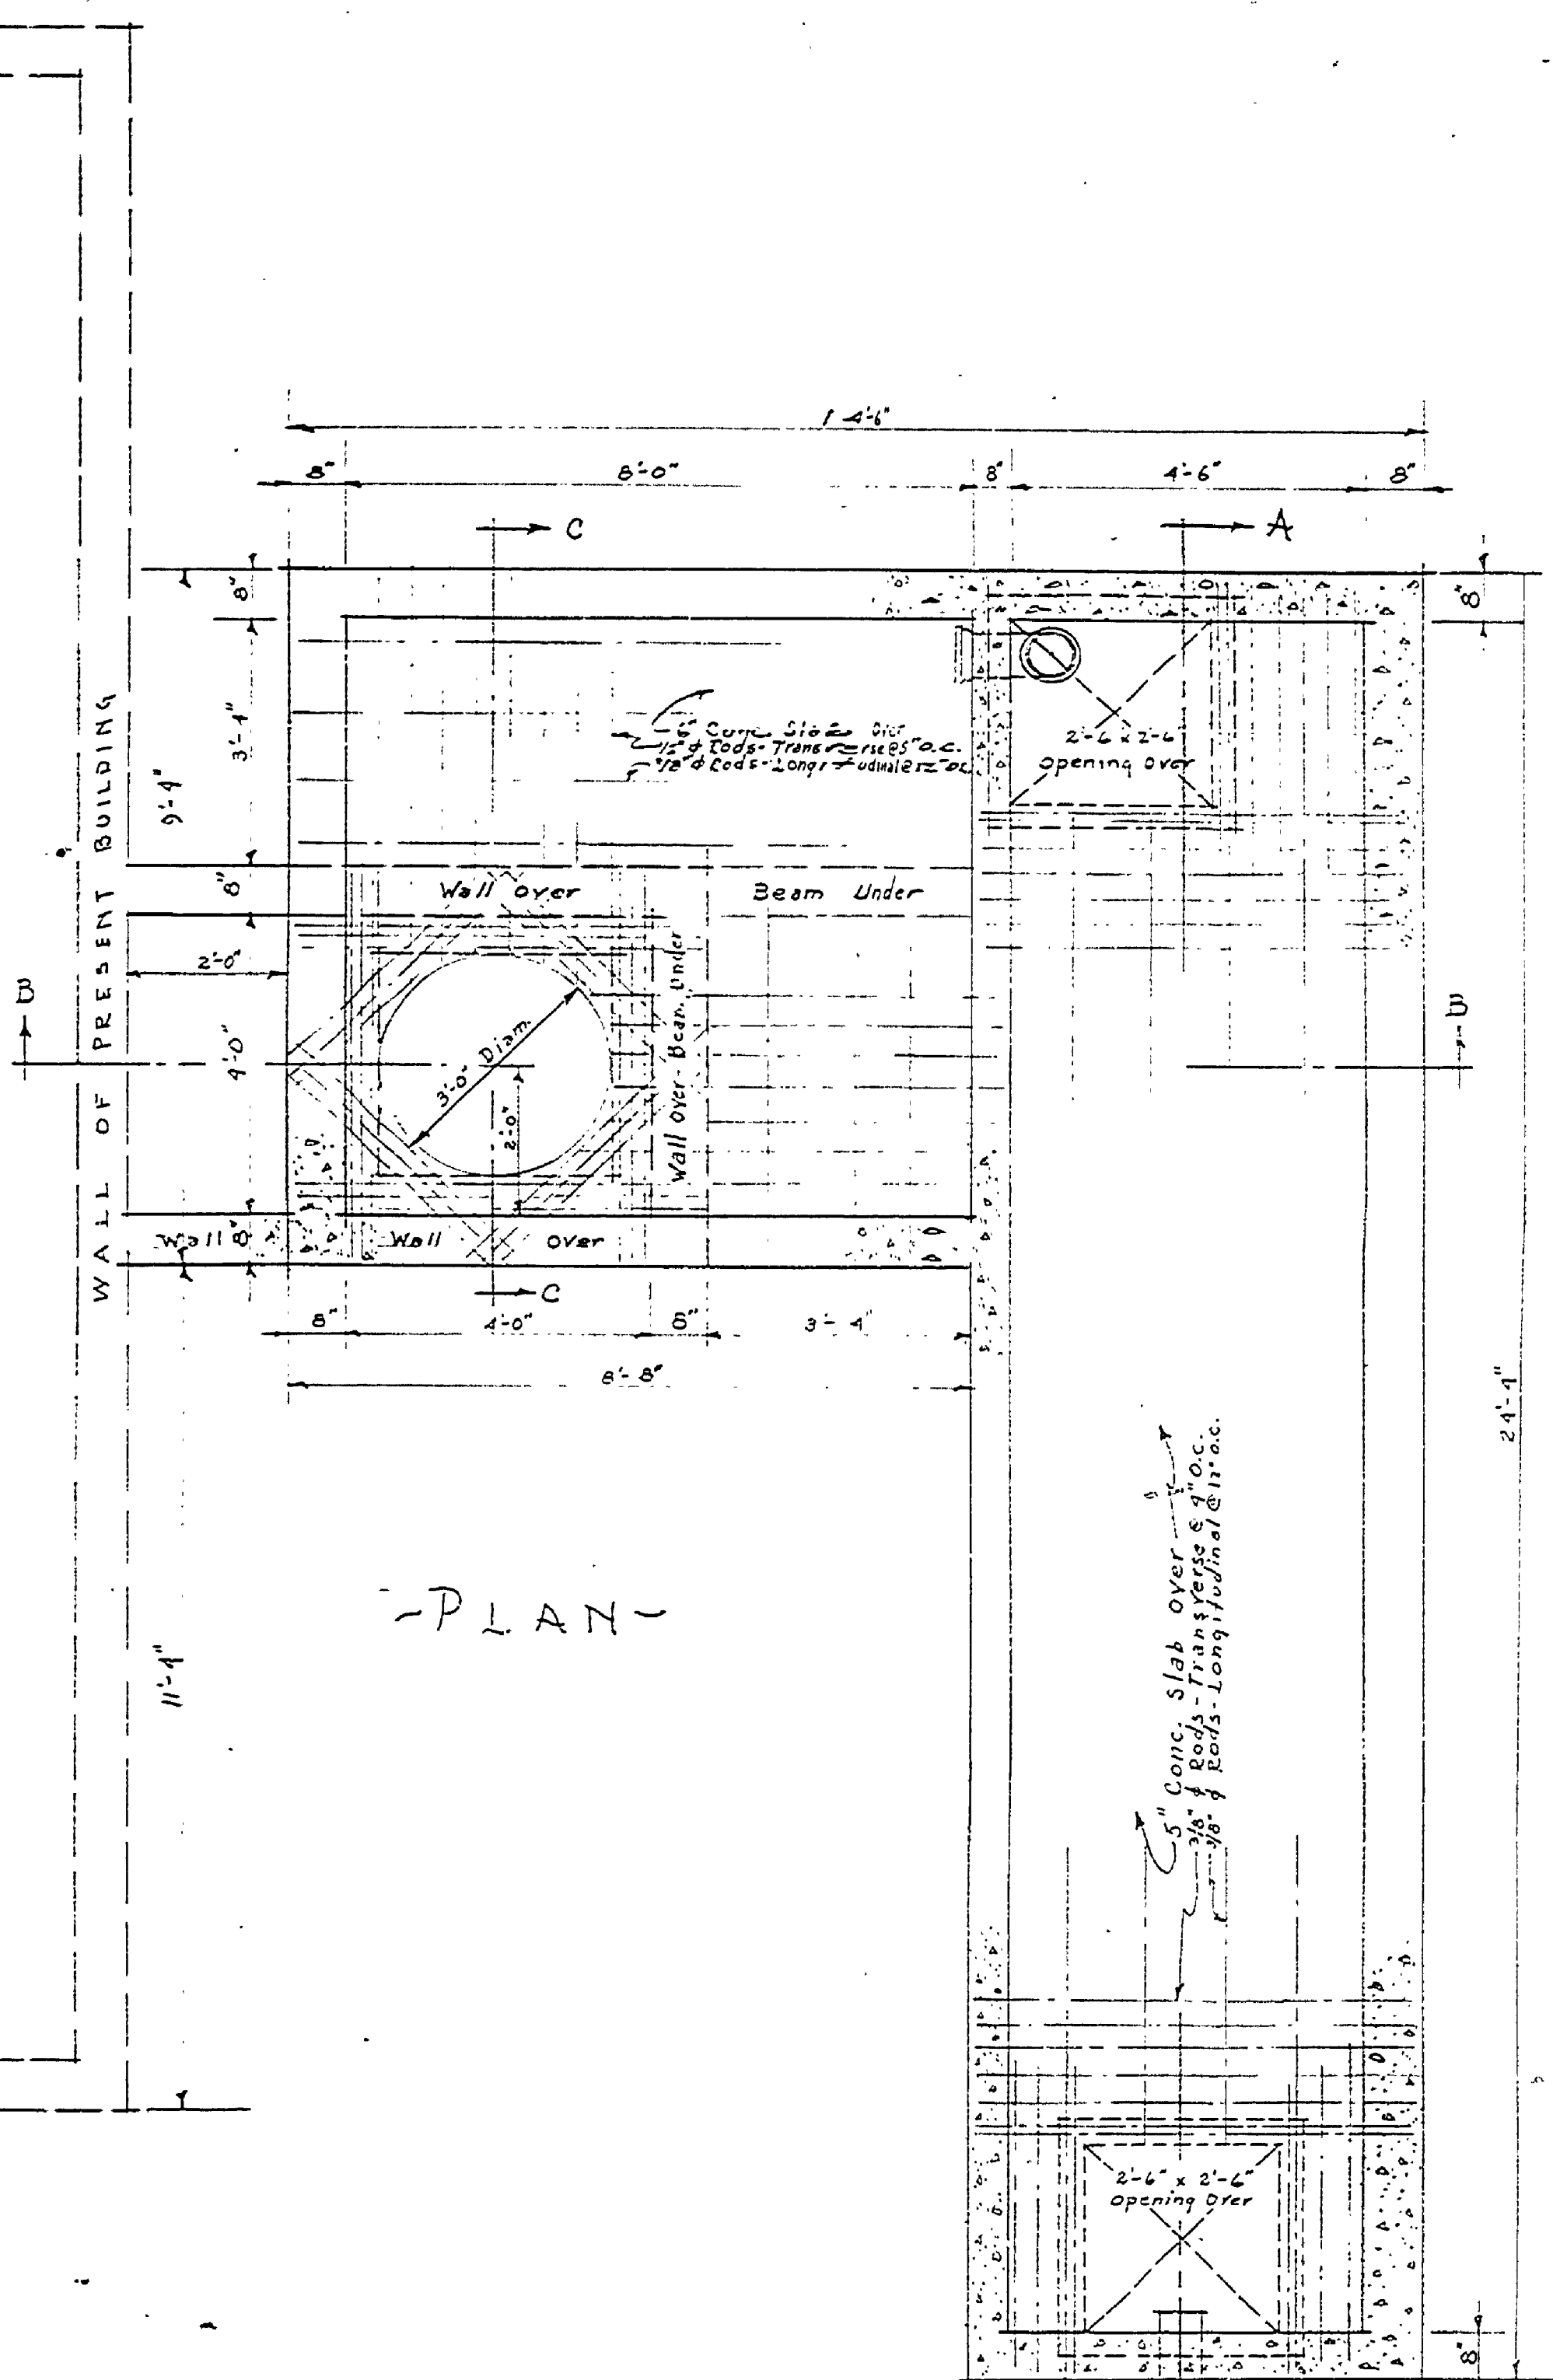 1 4'-6"
8" 8'-0" 8" 4'-6" 8"
C A
8" 8"
3'-4"
9'-4"
6" Conc. Slab Over
1/2" ϕ Rods - Transverse @ 5" O.C.
3/8" ϕ Rods - Longitudinal @ 12" O.C.
2'-6 x 2'-6"
Opening Over
WALL OF PRESENT BUILDING
8"
Wall Over
Beam Under
2'-0"
B B
4'-0"
3'-0" Diam.
2'-0"
Wall Over - Beam Under
Wall 8" Wall Over
C
8" 4'-0" 8" 3'-4"
8'-8"
24'-4"
5" Conc. Slab Over
3/8" ϕ Rods - Transverse @ 4" O.C.
3/8" ϕ Rods - Longitudinal @ 12" O.C.
-PLAN-
11'-4"
2'-6" x 2'-6"
Opening Over
8"